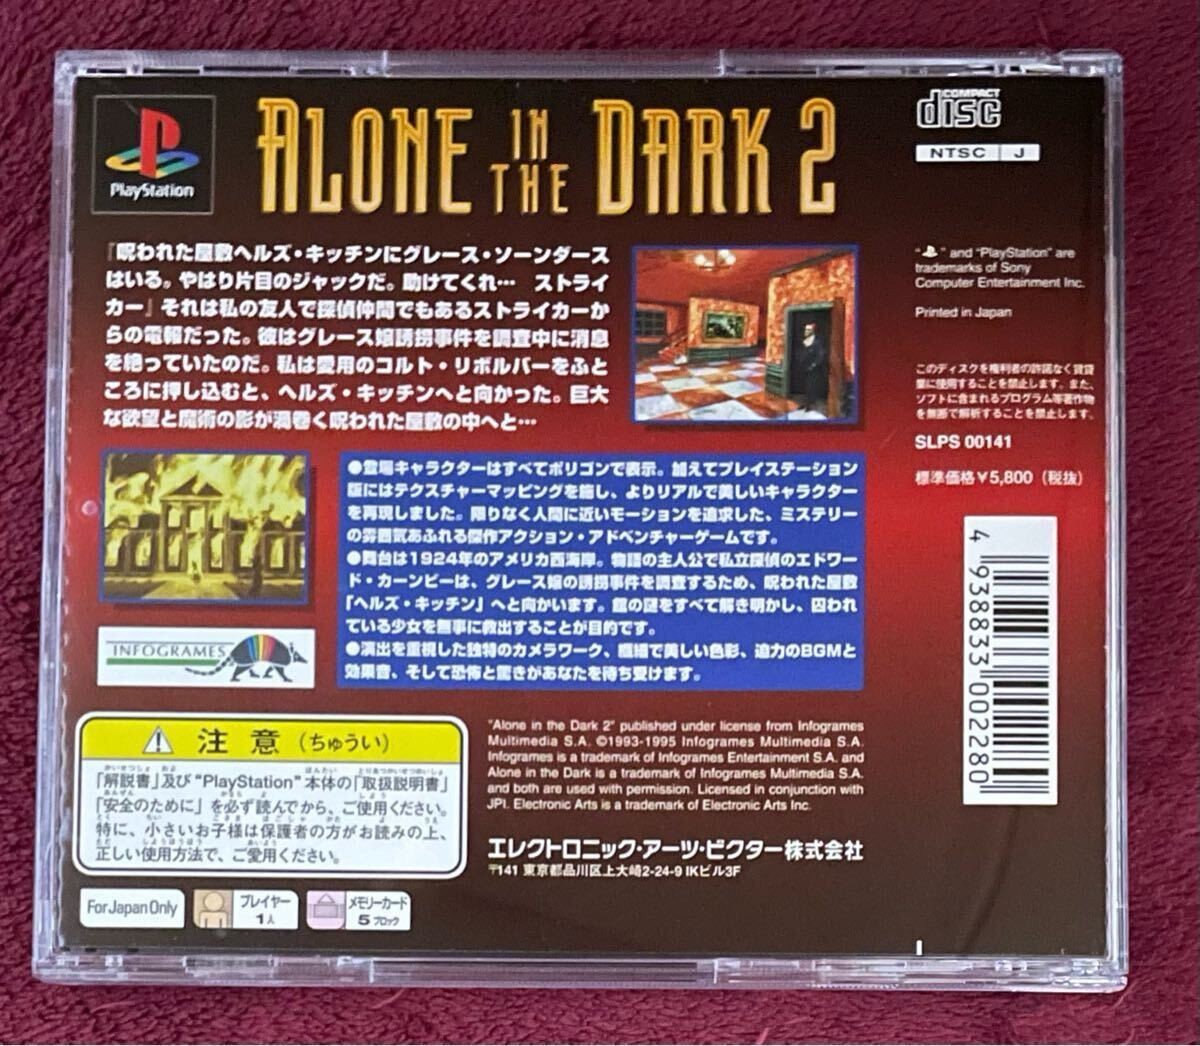 PlayStation
ALONE IN THE DARK 2
COMPACT
disc
NTSC J
『呪われた屋敷ヘルズ・キッチンにグレース・ソーンダース
はいる。やはり片目のジャックだ。助けてくれ… ストライ
カー』それは私の友人で探偵仲間でもあるストライカーか
らの電報だった。彼はグレース嬢誘拐事件を調査中に消息
を絶っていたのだ。私は愛用のコルト・リボルバーをふと
ころに押し込むと、ヘルズ・キッチンへと向かった。巨大
な欲望と魔術の影が渦巻く呪われた屋敷の中へと…
"P" and "PlayStation" are
trademarks of Sony
Computer Entertainment Inc.
Printed in Japan
このディスクを権利者の許諾なく賃貸
業に使用することを禁止します。また、
ソフトに含まれるプログラム等著作物
を無断で解析することを禁止します。
SLPS 00141
標準価格￥5,800（税抜）
●登場キャラクターはすべてポリゴンで表示。加えてプレイステーション
版にはテクスチャーマッピングを施し、よりリアルで美しいキャラクター
を再現しました。限りなく人間に近いモーションを追求した、ミステリー
の雰囲気あふれる傑作アクション・アドベンチャーゲームです。
●舞台は1924年のアメリカ西海岸。物語の主人公で私立探偵のエドワー
ド・カーンビーは、グレース嬢の誘拐事件を調査するため、呪われた屋敷
「ヘルズ・キッチン」へと向かいます。館の謎をすべて解き明かし、囚われ
ている少女を無事に救出することが目的です。
●演出を重視した独特のカメラワーク、繊細で美しい色彩、迫力のBGMと
効果音、そして恐怖と驚きがあなたを待ち受けます。
INFOGRAMES
4 938833 002280
注意（ちゅうい）
「解説書」及び"PlayStation"本体の「取扱説明書」
「安全のために」を必ず読んでから、ご使用ください。
特に、小さいお子様は保護者の方がお読みの上、
正しい使用方法で、ご愛用ください。
"Alone in the Dark 2" published under license from Infogrames
Multimedia S.A. ©1993-1995 Infogrames Multimedia S.A.
Infogrames is a trademark of Infogrames Entertainment S.A. and
Alone in the Dark is a trademark of Infogrames Multimedia S.A.
and both are used with permission. Licensed in conjunction with
JPI. Electronic Arts is a trademark of Electronic Arts Inc.
エレクトロニック・アーツ・ビクター株式会社
〒141 東京都品川区上大崎2-24-9 IKビル3F
For Japan Only
プレイヤー
1人
メモリーカード
5ブロック